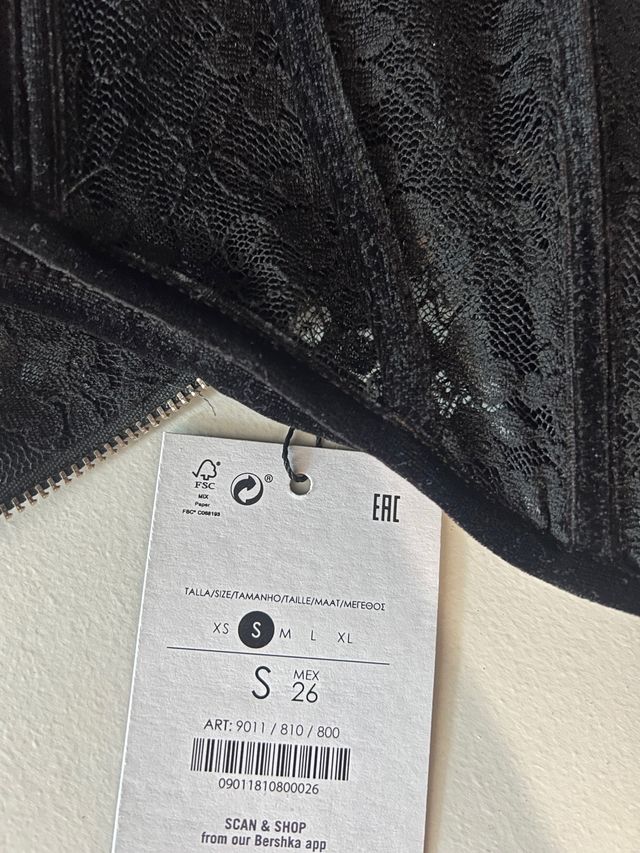 FSC
MIX
Paper
FSC® C068193
®
EAC
TALLA/SIZE/TAMANHO/TAILLE/MAAT/ΜΕΓΕΘΟΣ
XS S M L XL
S MEX 26
ART: 9011 / 810 / 800
09011810800026
SCAN & SHOP
from our Bershka app